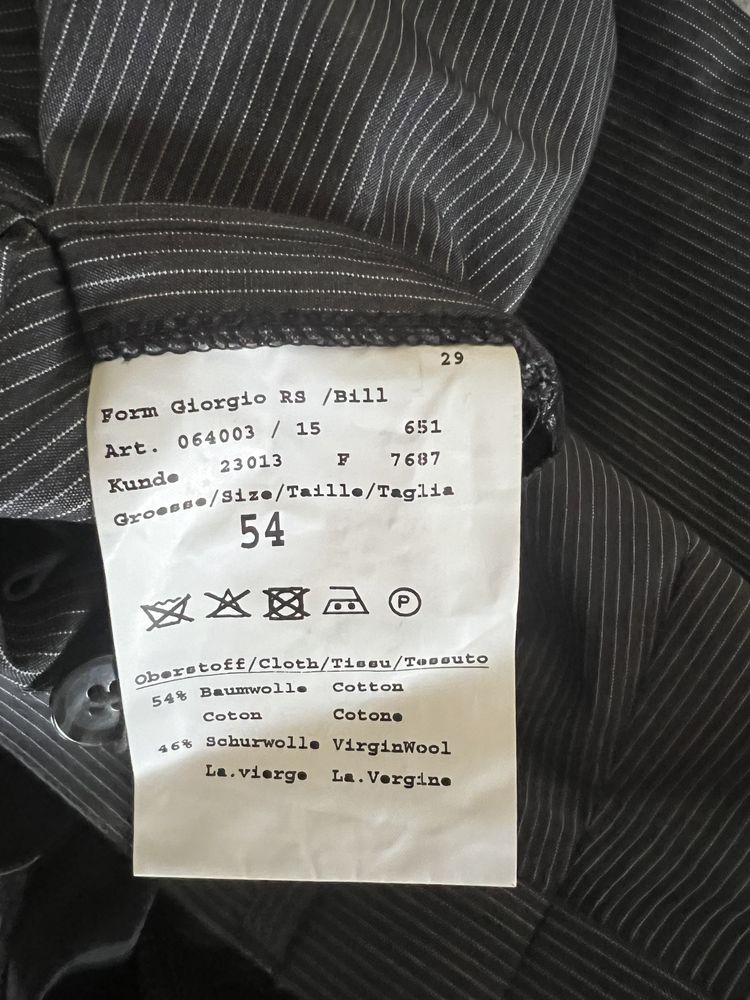 29
Form Giorgio RS /Bill
Art. 064003 / 15 651
Kunde 23013 F 7687
Groesse/Size/Taille/Taglia
54
P
Oberstoff/Cloth/Tissu/Tessuto
54% Baumwolle Cotton
Coton Cotone
46% Schurwolle VirginWool
La.vierge La.Vergine